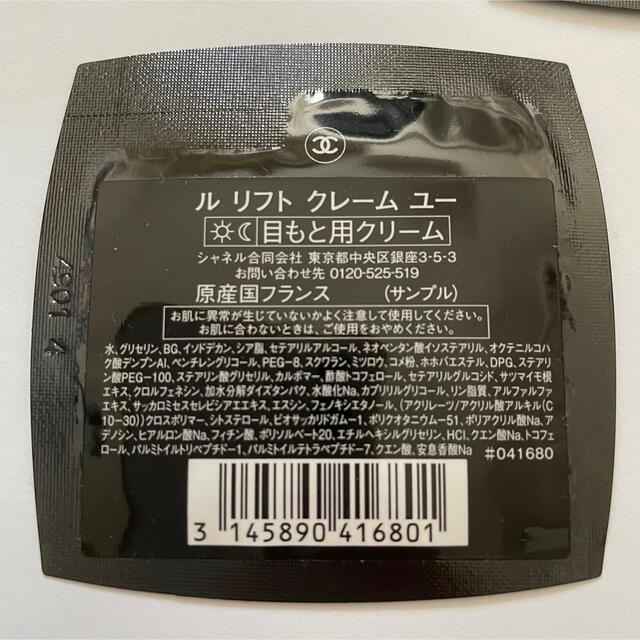 ル リフト クレーム ユー
目もと用クリーム
シャネル合同会社 東京都中央区銀座3-5-3
お問い合わせ先 0120-525-519
原産国フランス (サンプル)
お肌に異常が生じていないかよく注意して使用してください。
お肌に合わないときは、ご使用をおやめください。
水,グリセリン,BG,イソドデカン,シア脂,セテアリルアルコール,ネオペンタン酸イソステアリル,オクテニルコハ
ク酸デンプンAl,ペンチレングリコール,PEG-8,スクワラン,ミツロウ,コメ粉,ホホバエステル,DPG,ステアリ
ン酸PEG-100,ステアリン酸グリセリル,カルボマー,酢酸トコフェロール,セテアリルグルコシド,サツマイモ根
エキス,クロルフェネシン,加水分解ダイズタンパク,水酸化Na,カプリリルグリコール,リン脂質,アルファルファ
エキス,サッカロミセスセレビシアエエキス,エスシン,フェノキシエタノール,(アクリレーツ/アクリル酸アルキル(C
10-30))クロスポリマー,シトステロール,ビオサッカリドガム-1,ポリクオタニウム-51,ポリアクリル酸Na,ア
デノシン,ヒアルロン酸Na,フィチン酸,ポリソルベート20,エチルヘキシルグリセリン,HCl,クエン酸Na,トコフェ
ロール,パルミトイルトリペプチド-1,パルミトイルテトラペプチド-7,クエン酸,安息香酸Na #041680
3 145890 416801
4901 4